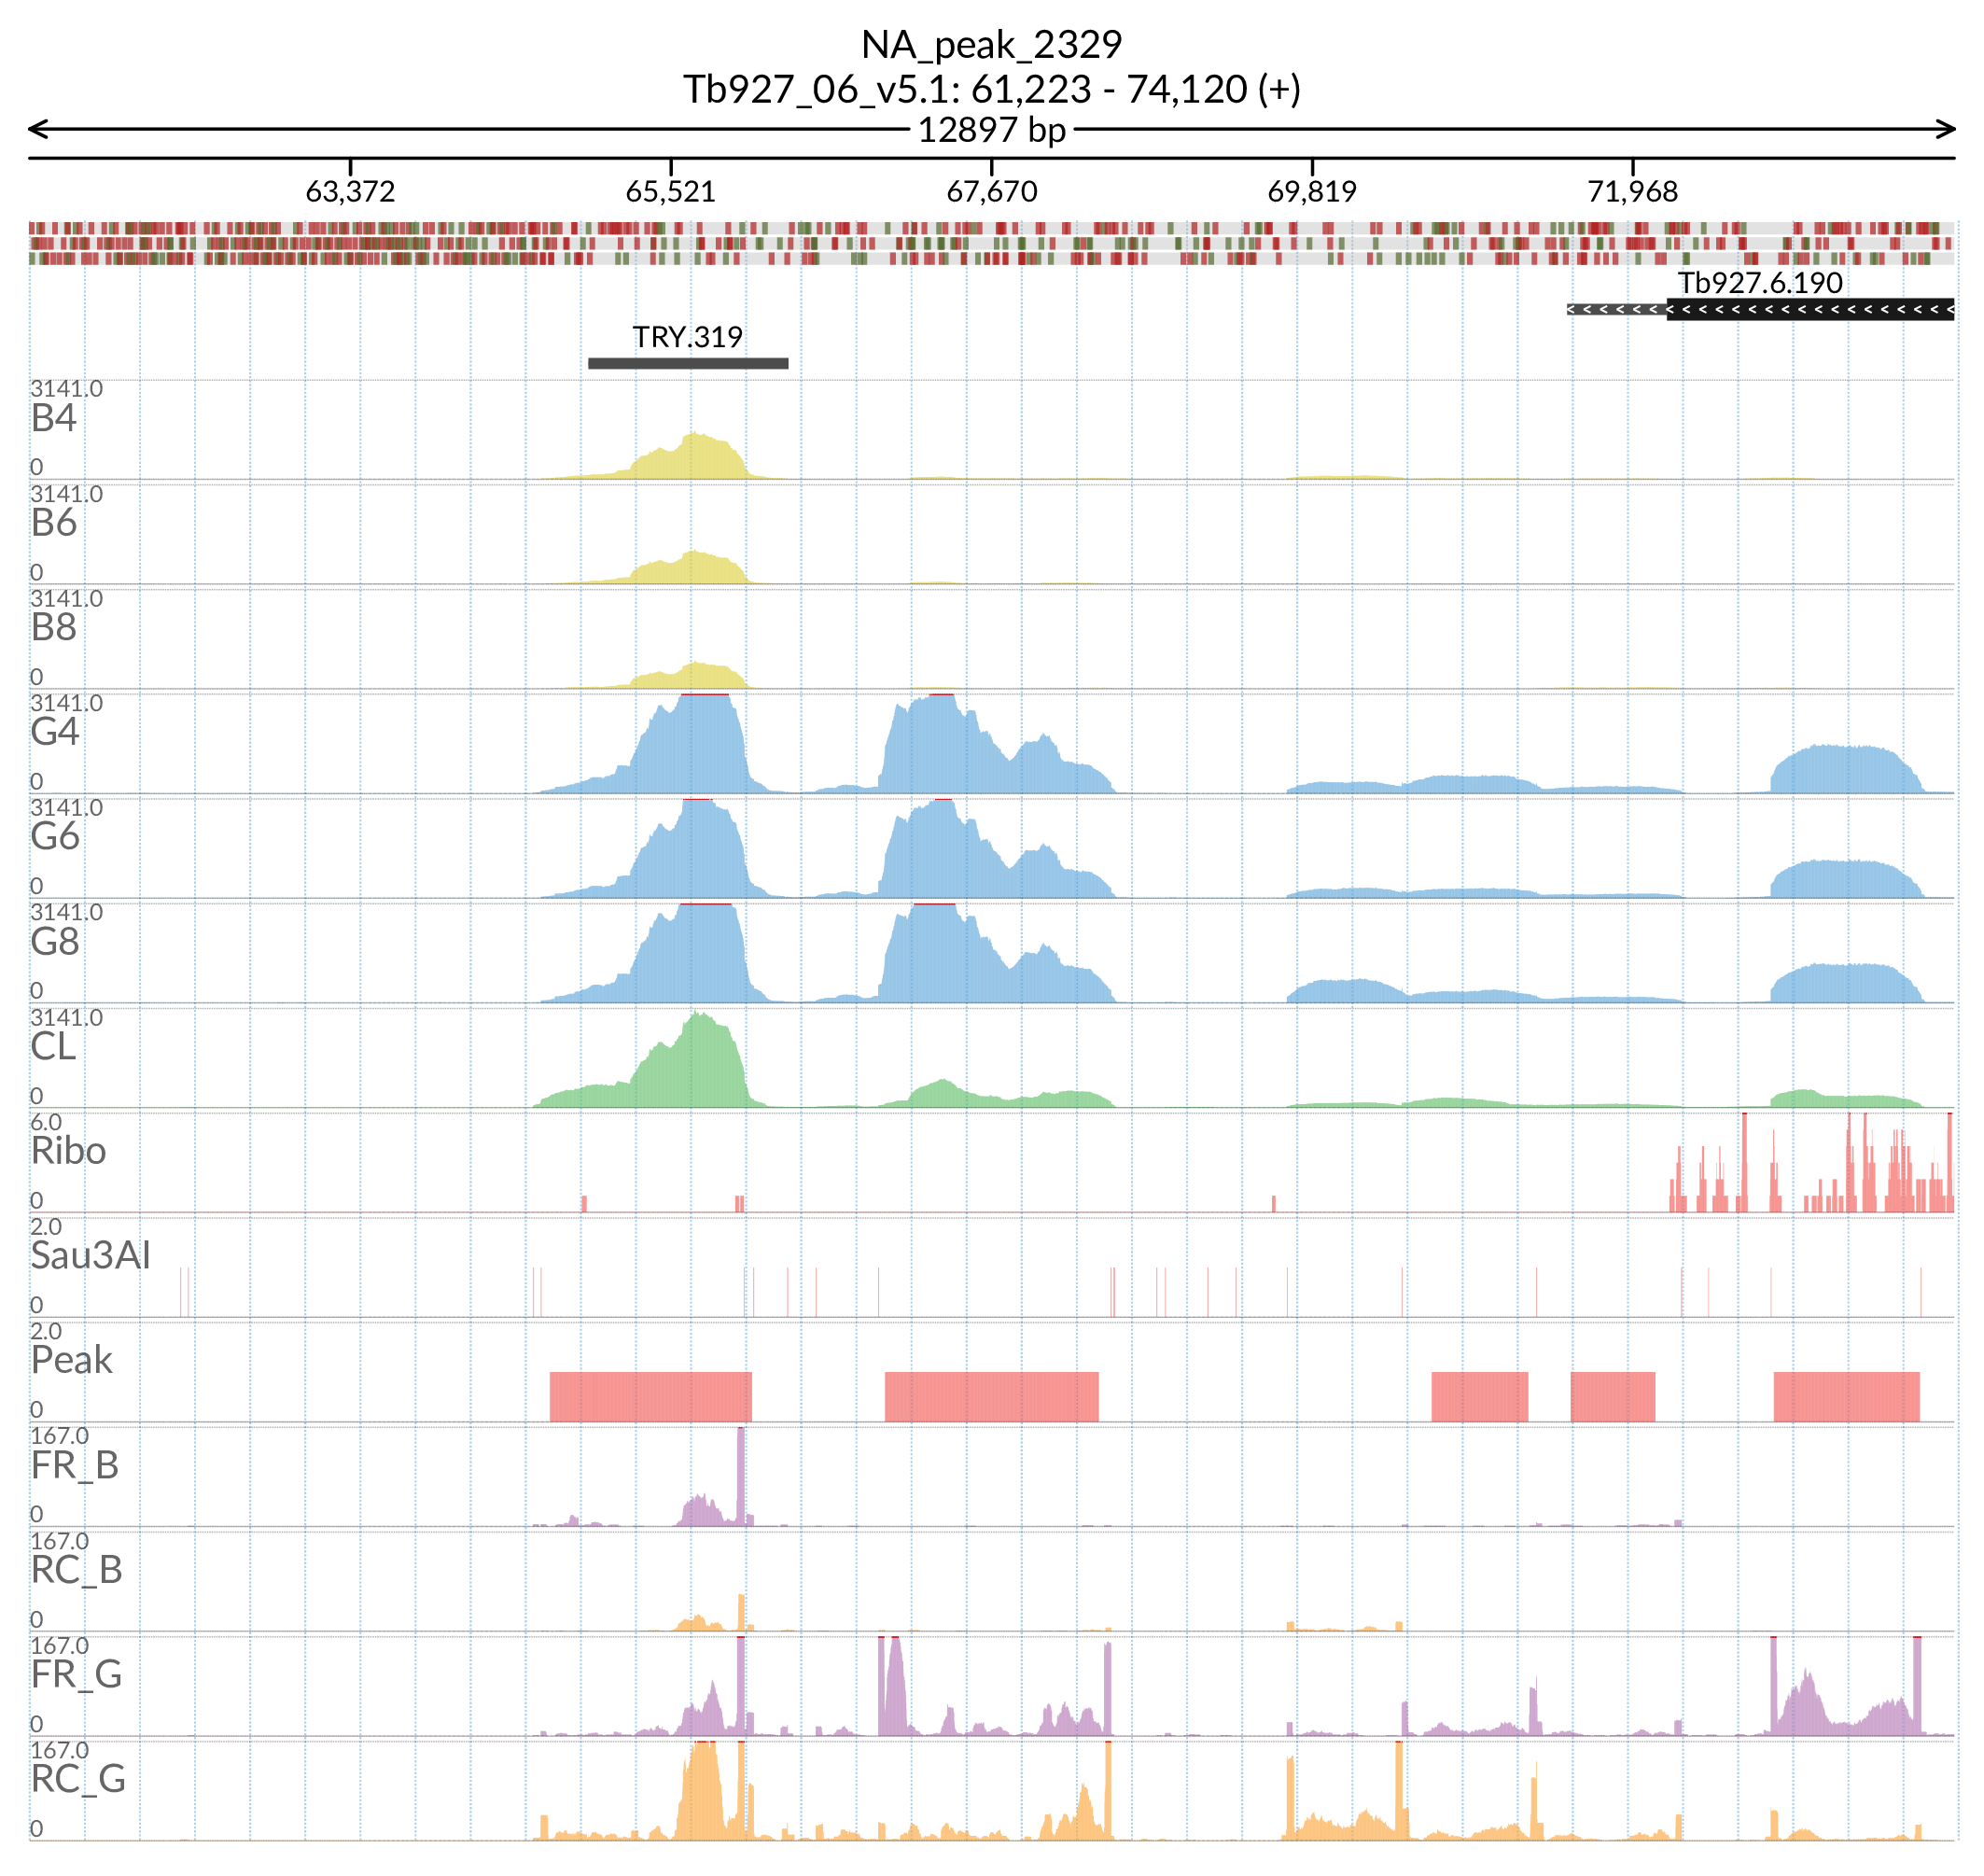 NA_peak_2329
Tb927_06_v5.1: 61,223 - 74,120 (+)
12897 bp
63,372 65,521 67,670 69,819 71,968
Tb927.6.190
TRY.319
3141.0
B4
0
3141.0
B6
0
3141.0
B8
0
3141.0
G4
0
3141.0
G6
0
3141.0
G8
0
3141.0
CL
0
6.0
Ribo
0
2.0
Sau3AI
0
2.0
Peak
0
167.0
FR_B
0
167.0
RC_B
0
167.0
FR_G
0
167.0
RC_G
0